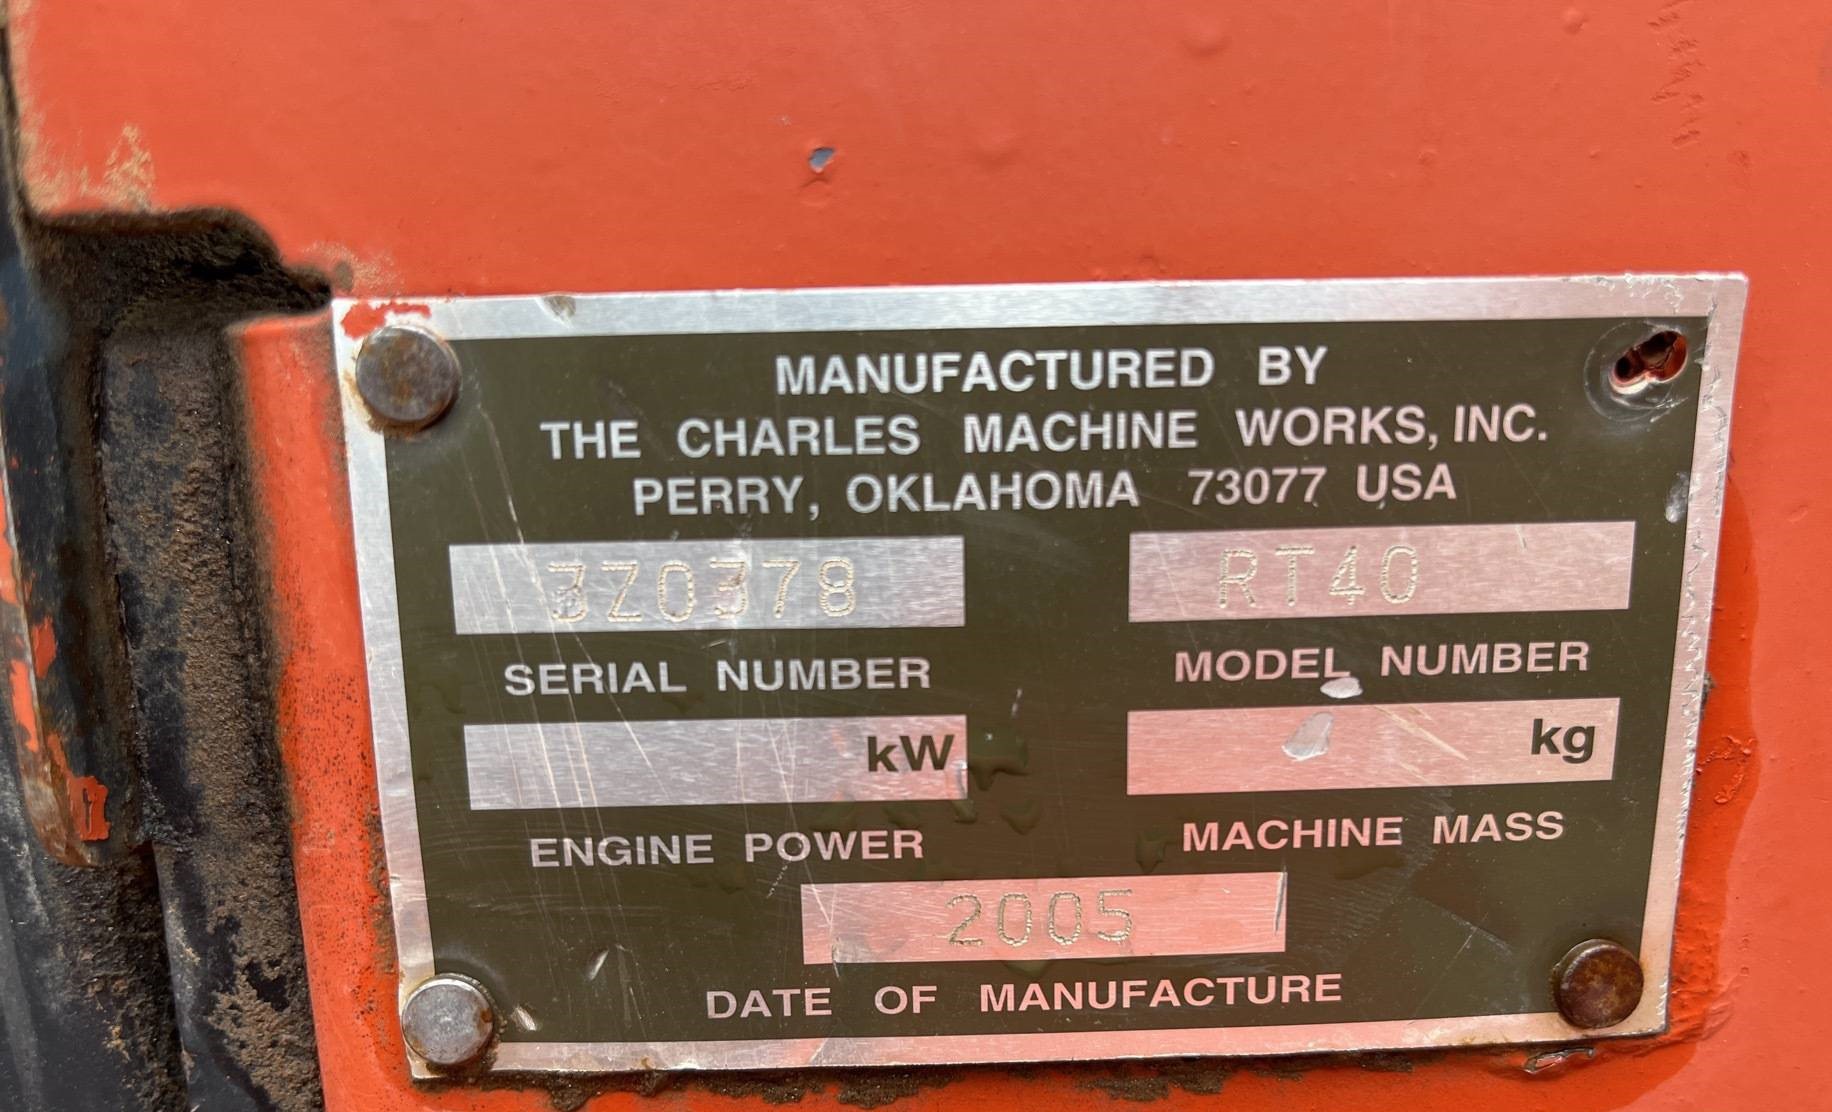 MANUFACTURED BY
THE CHARLES MACHINE WORKS, INC.
PERRY, OKLAHOMA 73077 USA
3Z0378 RT40
SERIAL NUMBER MODEL NUMBER
kW kg
ENGINE POWER MACHINE MASS
2005
DATE OF MANUFACTURE